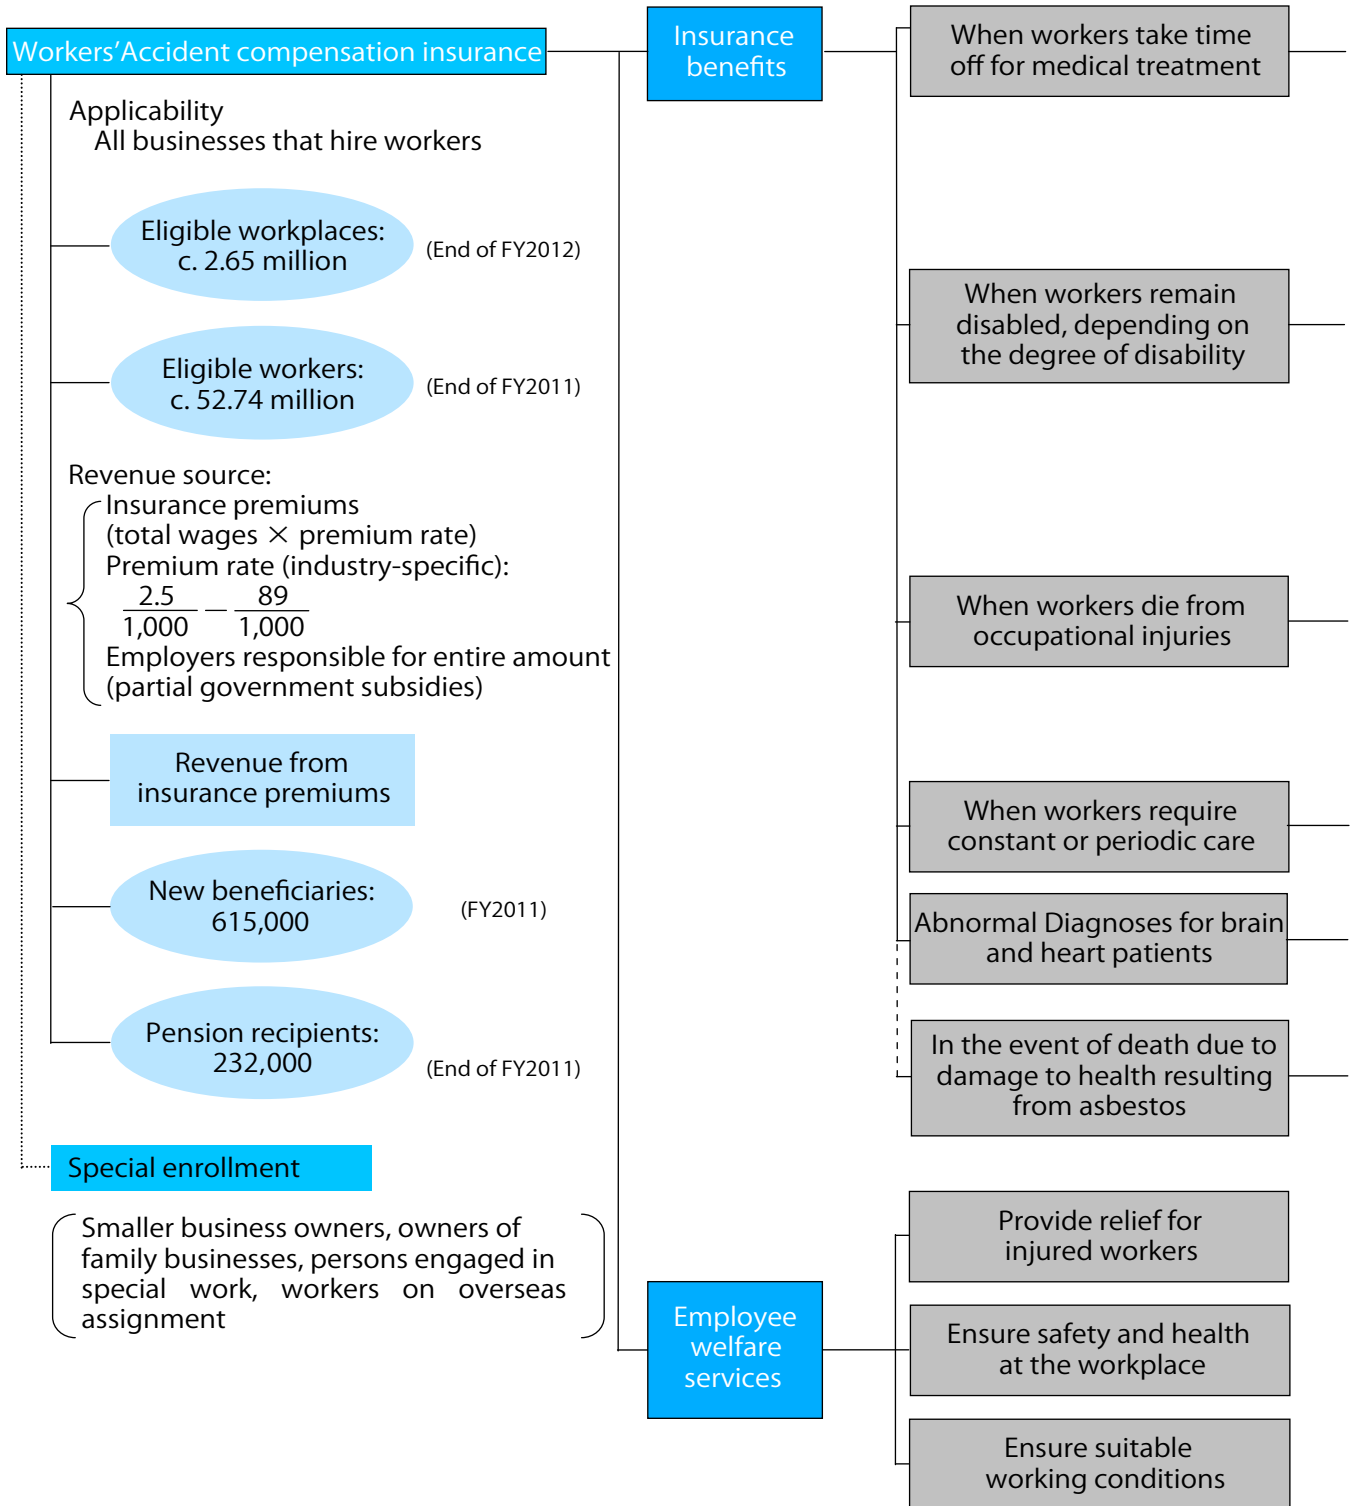 Workers'Accident compensation insurance
Applicability
All businesses that hire workers
Eligible workplaces:
c. 2.65 million
(End of FY2012)
Eligible workers:
c. 52.74 million
(End of FY2011)
Revenue source:
Insurance premiums
(total wages × premium rate)
Premium rate (industry-specific):
2.5/1,000 — 89/1,000
Employers responsible for entire amount
(partial government subsidies)
Revenue from
insurance premiums
New beneficiaries:
615,000
(FY2011)
Pension recipients:
232,000
(End of FY2011)
Special enrollment
Smaller business owners, owners of
family businesses, persons engaged in
special work, workers on overseas
assignment
Insurance
benefits
When workers take time
off for medical treatment
When workers remain
disabled, depending on
the degree of disability
When workers die from
occupational injuries
When workers require
constant or periodic care
Abnormal Diagnoses for brain
and heart patients
In the event of death due to
damage to health resulting
from asbestos
Employee
welfare
services
Provide relief for
injured workers
Ensure safety and health
at the workplace
Ensure suitable
working conditions